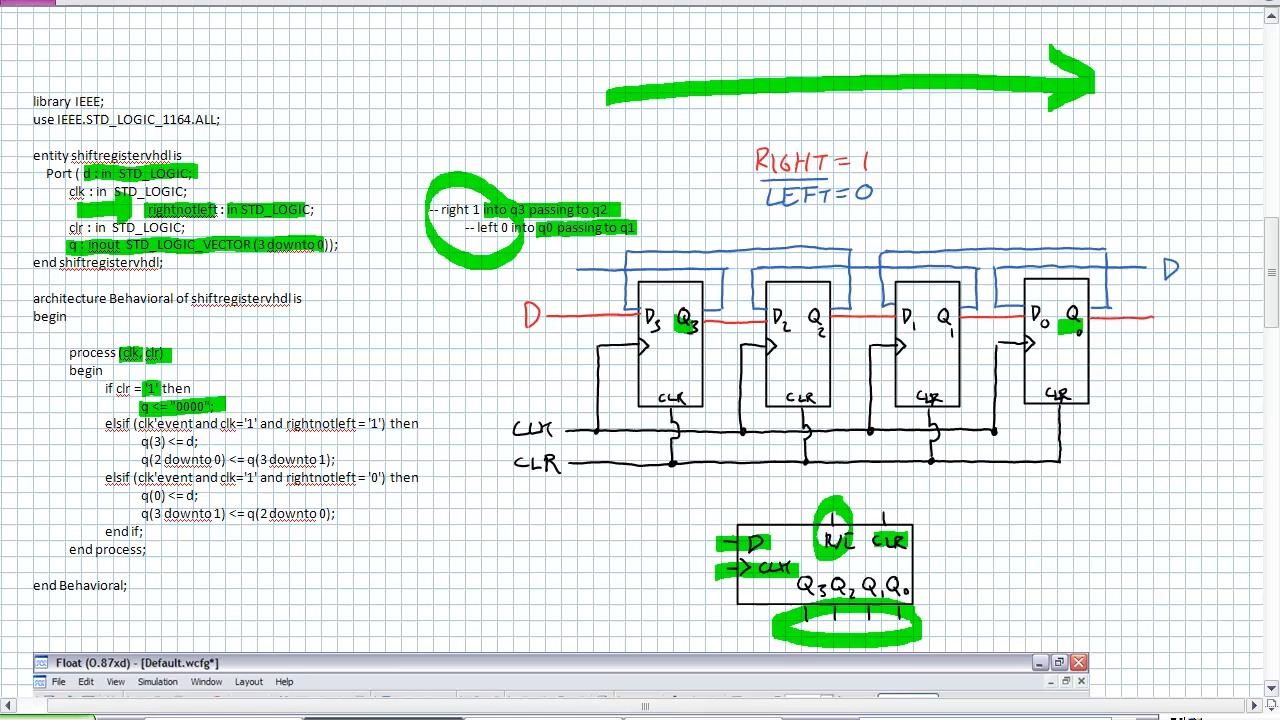 library IEEE;
use IEEE.STD_LOGIC_1164.ALL;
entity shiftregistervhdl is
Port ( d : in STD_LOGIC;
clk : in STD_LOGIC;
rightnotleft : in STD_LOGIC; -- right 1 into q3 passing to q2
clr : in STD_LOGIC; -- left 0 into q0 passing to q1
q : inout STD_LOGIC_VECTOR (3 downto 0));
end shiftregistervhdl;
architecture Behavioral of shiftregistervhdl is
begin
process (clk, clr)
begin
if clr = '1' then
q <= "0000";
elsif (clk'event and clk='1' and rightnotleft = '1') then
q(3) <= d;
q(2 downto 0) <= q(3 downto 1);
elsif (clk'event and clk='1' and rightnotleft = '0') then
q(0) <= d;
q(3 downto 1) <= q(2 downto 0);
end if;
end process;
end Behavioral;
RIGHT = 1
LEFT = 0
D
D D3 Q3 D2 Q2 D1 Q1 D0 Q0
CLR CLR CLR CLR
CLK
CLR
D R/L CLR
CLK
Q3 Q2 Q1 Q0
Float (0.87xd) - [Default.wcfg*]
File Edit View Simulation Window Layout Help